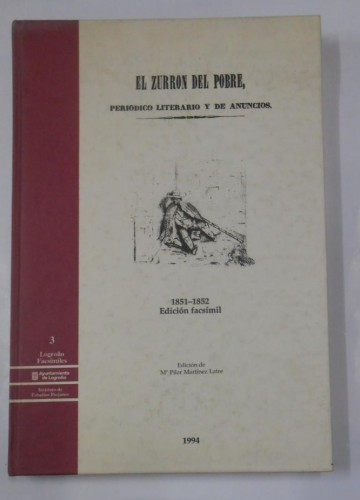 EL ZURRON DEL POBRE,
PERIÓDICO LITERARIO Y DE ANUNCIOS.
1851-1852
Edición facsímil
Edición de
Mª Pilar Martínez Latre
1994
3
Logroño
Facsímiles
Ayuntamiento
de Logroño
Instituto de
Estudios Riojanos